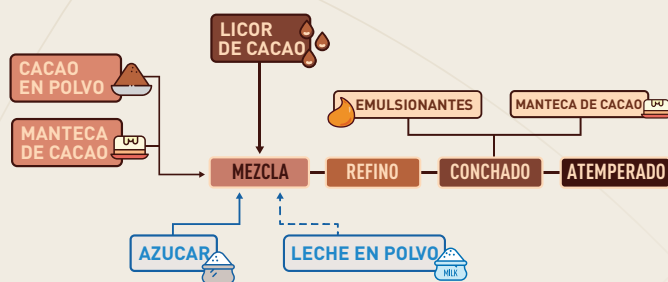 LICOR
DE CACAO
CACAO
EN POLVO
MANTECA
DE CACAO
EMULSIONANTES
MANTECA DE CACAO
MEZCLA
REFINO
CONCHADO
ATEMPERADO
AZUCAR
LECHE EN POLVO
MILK